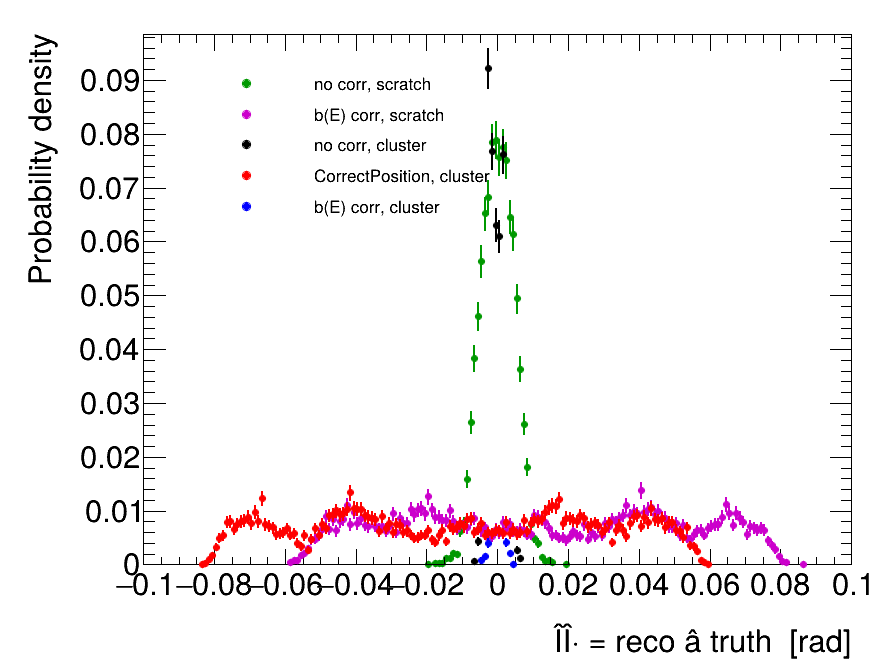 Probability density
no corr, scratch
b(E) corr, scratch
no corr, cluster
CorrectPosition, cluster
b(E) corr, cluster
0.09
0.08
0.07
0.06
0.05
0.04
0.03
0.02
0.01
0
−0.1 −0.08 −0.06 −0.04 −0.02 0 0.02 0.04 0.06 0.08 0.1
ÎÎ· = reco â truth [rad]